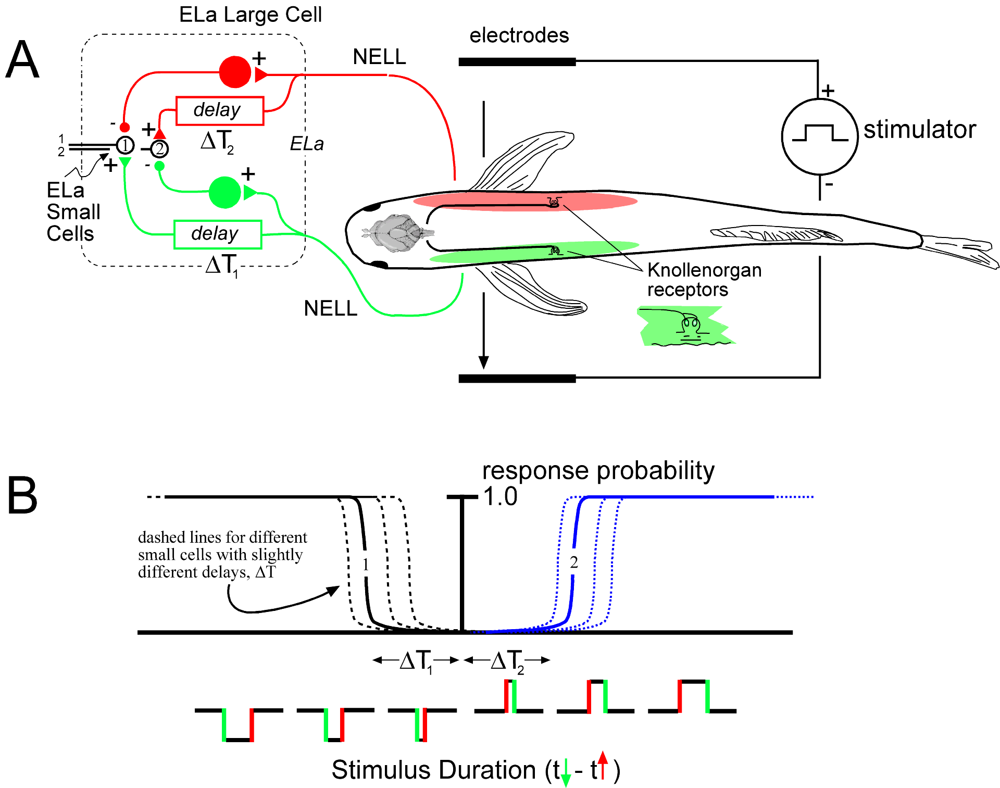 A
ELa Large Cell
electrodes
NELL
+
+
delay
ΔT2
-
+
1
2
1
2
ELa
+
-
+
ELa
Small
Cells
delay
ΔT1
NELL
stimulator
-
Knollenorgan
receptors
B
response probability
1.0
dashed lines for different
small cells with slightly
different delays, ΔT
1
2
ΔT1
ΔT2
Stimulus Duration (t↓ - t↑)